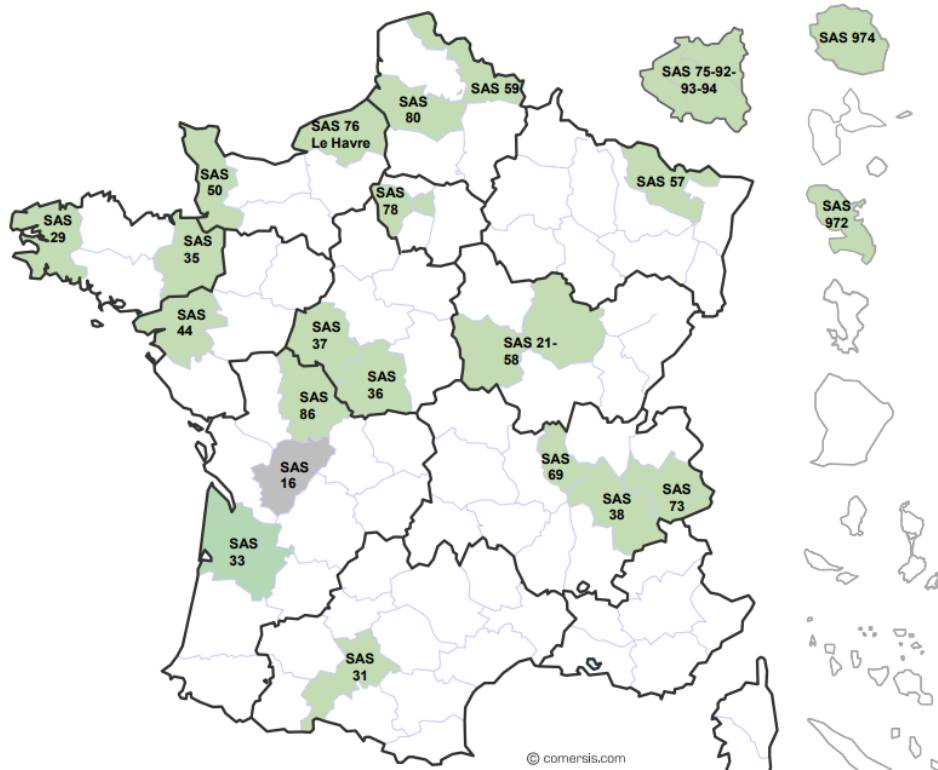 SAS 974
SAS 59
SAS 75-92-
93-94
SAS
80
SAS 76
Le Havre
SAS
50
SAS 57
SAS
78
SAS
972
SAS
29
SAS
35
SAS
44
SAS
37
SAS 21-
58
SAS
36
SAS
86
SAS
16
SAS
69
SAS
38
SAS
73
SAS
33
SAS
31
© comersis.com